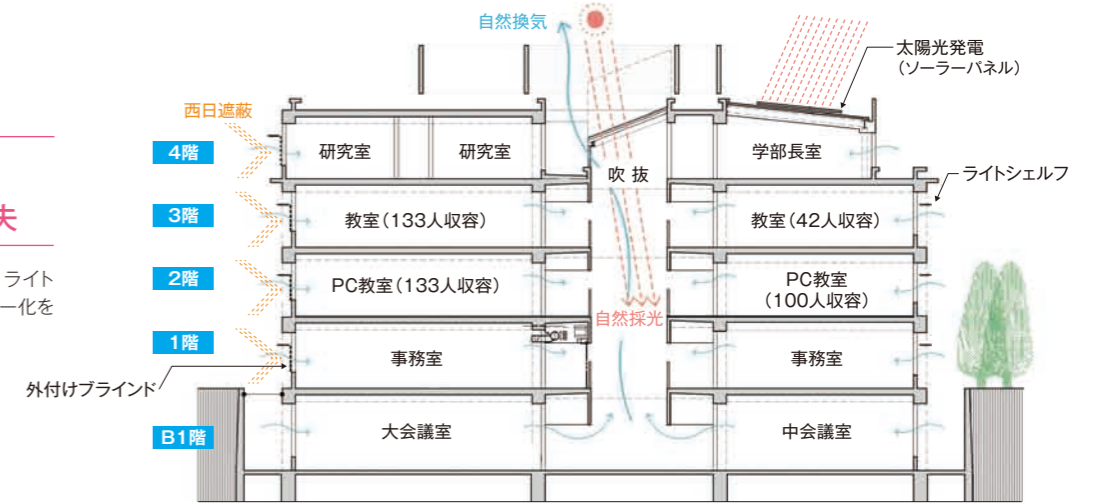 自然換気
太陽光発電
(ソーラーパネル)
西日遮蔽
4階
研究室
研究室
吹 抜
学部長室
ライトシェルフ
夫
3階
教室(133人収容)
教室(42人収容)
ライト
ー化を
2階
PC教室(133人収容)
PC教室
(100人収容)
自然採光
1階
事務室
事務室
外付けブラインド
B1階
大会議室
中会議室